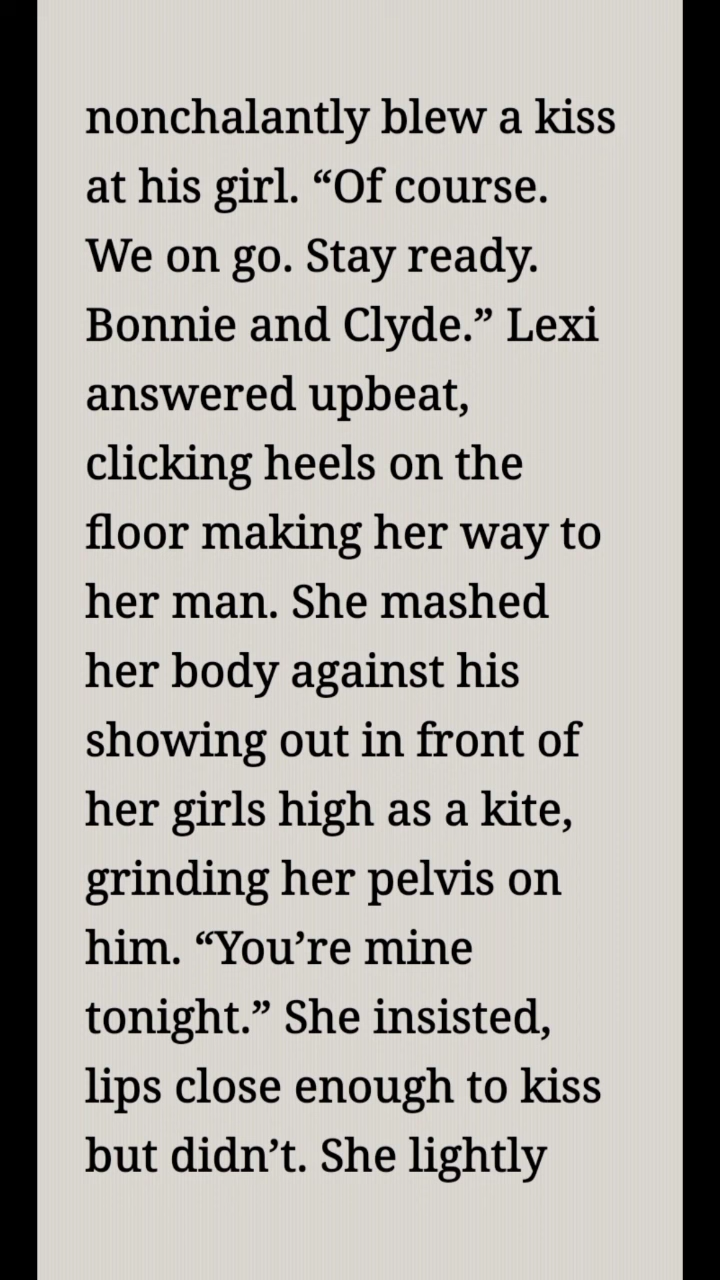 nonchalantly blew a kiss
at his girl. “Of course.
We on go. Stay ready.
Bonnie and Clyde.” Lexi
answered upbeat,
clicking heels on the
floor making her way to
her man. She mashed
her body against his
showing out in front of
her girls high as a kite,
grinding her pelvis on
him. “You’re mine
tonight.” She insisted,
lips close enough to kiss
but didn’t. She lightly